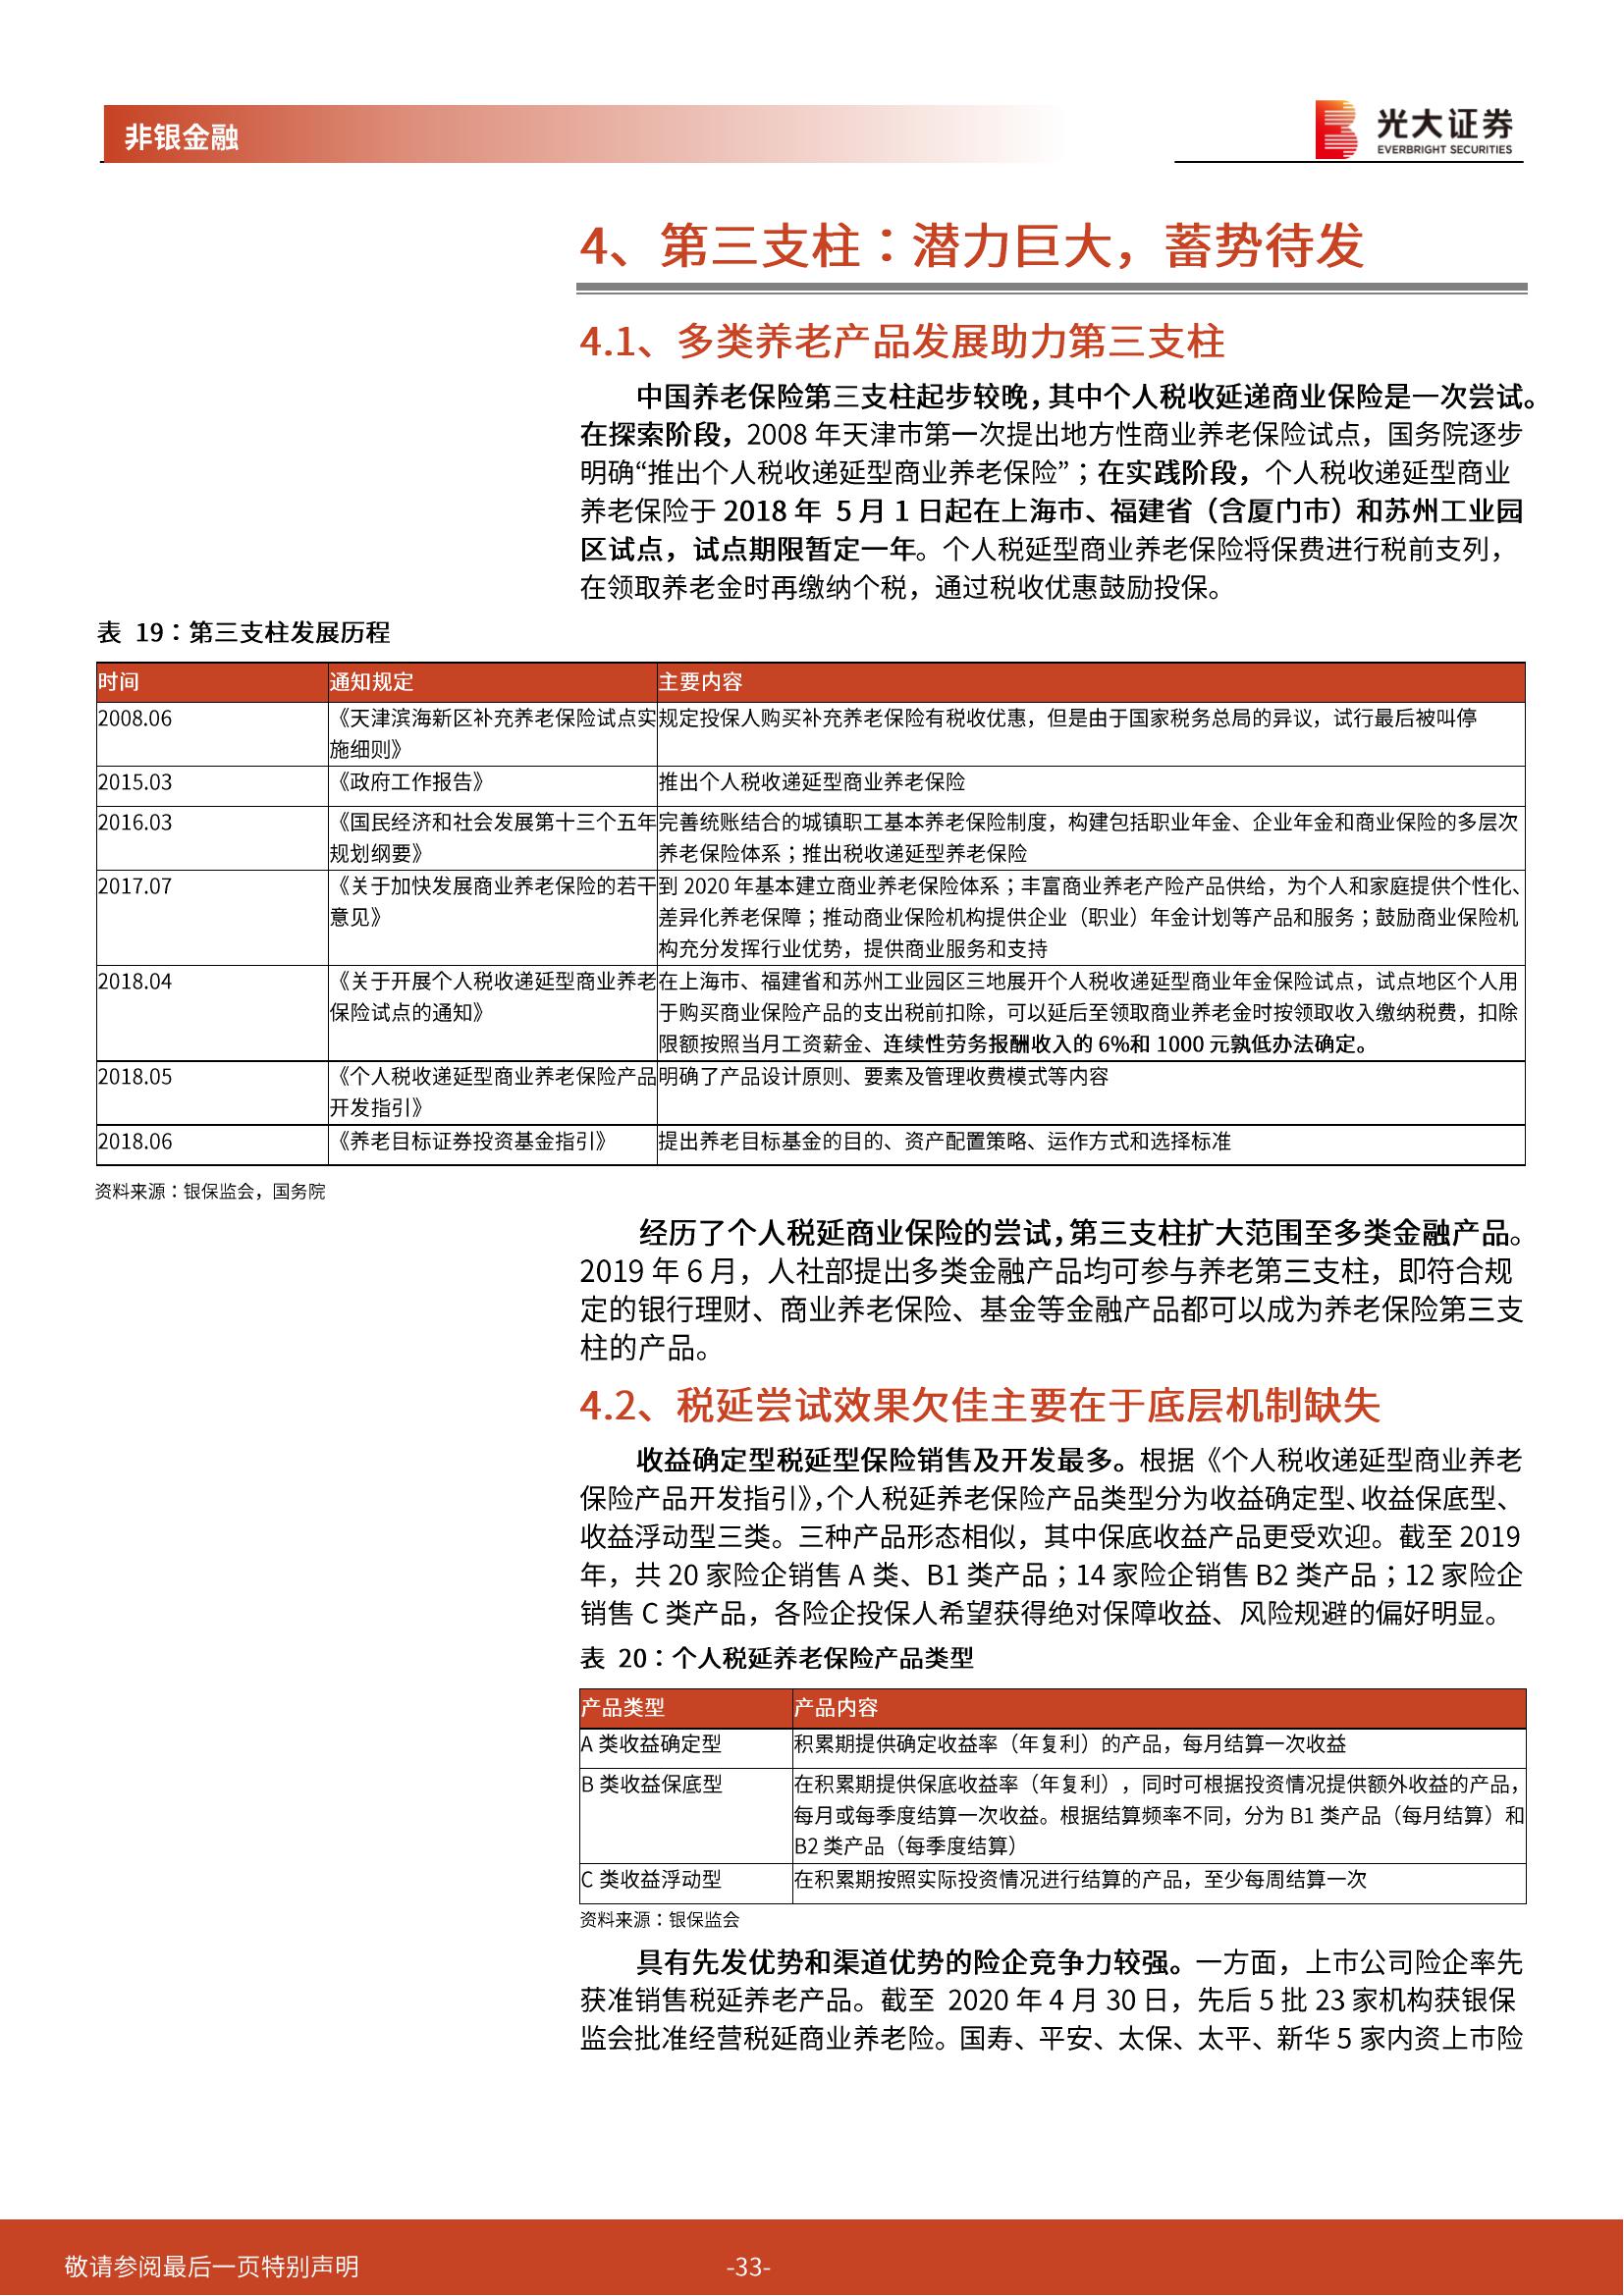 非银金融
光大证券
EVERBRIGHT SECURITIES
4、第三支柱：潜力巨大，蓄势待发
4.1、多类养老产品发展助力第三支柱
中国养老保险第三支柱起步较晚，其中个人税收延递商业保险是一次尝试。
在探索阶段，2008 年天津市第一次提出地方性商业养老保险试点，国务院逐步
明确“推出个人税收递延型商业养老保险”；在实践阶段，个人税收递延型商业
养老保险于 2018 年 5 月 1 日起在上海市、福建省（含厦门市）和苏州工业园
区试点，试点期限暂定一年。个人税延型商业养老保险将保费进行税前支列，
在领取养老金时再缴纳个税，通过税收优惠鼓励投保。
表 19：第三支柱发展历程
时间 通知规定 主要内容
2008.06 《天津滨海新区补充养老保险试点实 规定投保人购买补充养老保险有税收优惠，但是由于国家税务总局的异议，试行最后被叫停
施细则》
2015.03 《政府工作报告》 推出个人税收递延型商业养老保险
2016.03 《国民经济和社会发展第十三个五年 完善统账结合的城镇职工基本养老保险制度，构建包括职业年金、企业年金和商业保险的多层次
规划纲要》 养老保险体系；推出税收递延型养老保险
2017.07 《关于加快发展商业养老保险的若干 到 2020 年基本建立商业养老保险体系；丰富商业养老产险产品供给，为个人和家庭提供个性化、
意见》 差异化养老保障；推动商业保险机构提供企业（职业）年金计划等产品和服务；鼓励商业保险机
构充分发挥行业优势，提供商业服务和支持
2018.04 《关于开展个人税收递延型商业养老 在上海市、福建省和苏州工业园区三地展开个人税收递延型商业年金保险试点，试点地区个人用
保险试点的通知》 于购买商业保险产品的支出税前扣除，可以延后至领取商业养老金时按领取收入缴纳税费，扣除
限额按照当月工资薪金、连续性劳务报酬收入的 6%和 1000 元孰低办法确定。
2018.05 《个人税收递延型商业养老保险产品 明确了产品设计原则、要素及管理收费模式等内容
开发指引》
2018.06 《养老目标证券投资基金指引》 提出养老目标基金的目的、资产配置策略、运作方式和选择标准
资料来源：银保监会，国务院
经历了个人税延商业保险的尝试，第三支柱扩大范围至多类金融产品。
2019 年 6 月，人社部提出多类金融产品均可参与养老第三支柱，即符合规
定的银行理财、商业养老保险、基金等金融产品都可以成为养老保险第三支
柱的产品。
4.2、税延尝试效果欠佳主要在于底层机制缺失
收益确定型税延型保险销售及开发最多。根据《个人税收递延型商业养老
保险产品开发指引》，个人税延养老保险产品类型分为收益确定型、收益保底型、
收益浮动型三类。三种产品形态相似，其中保底收益产品更受欢迎。截至 2019
年，共 20 家险企销售 A 类、B1 类产品；14 家险企销售 B2 类产品；12 家险企
销售 C 类产品，各险企投保人希望获得绝对保障收益、风险规避的偏好明显。
表 20：个人税延养老保险产品类型
产品类型 产品内容
A 类收益确定型 积累期提供确定收益率（年复利）的产品，每月结算一次收益
B 类收益保底型 在积累期提供保底收益率（年复利），同时可根据投资情况提供额外收益的产品，
每月或每季度结算一次收益。根据结算频率不同，分为 B1 类产品（每月结算）和
B2 类产品（每季度结算）
C 类收益浮动型 在积累期按照实际投资情况进行结算的产品，至少每周结算一次
资料来源：银保监会
具有先发优势和渠道优势的险企竞争力较强。一方面，上市公司险企率先
获准销售税延养老产品。截至 2020 年 4 月 30 日，先后 5 批 23 家机构获银保
监会批准经营税延商业养老险。国寿、平安、太保、太平、新华 5 家内资上市险
敬请参阅最后一页特别声明
-33-